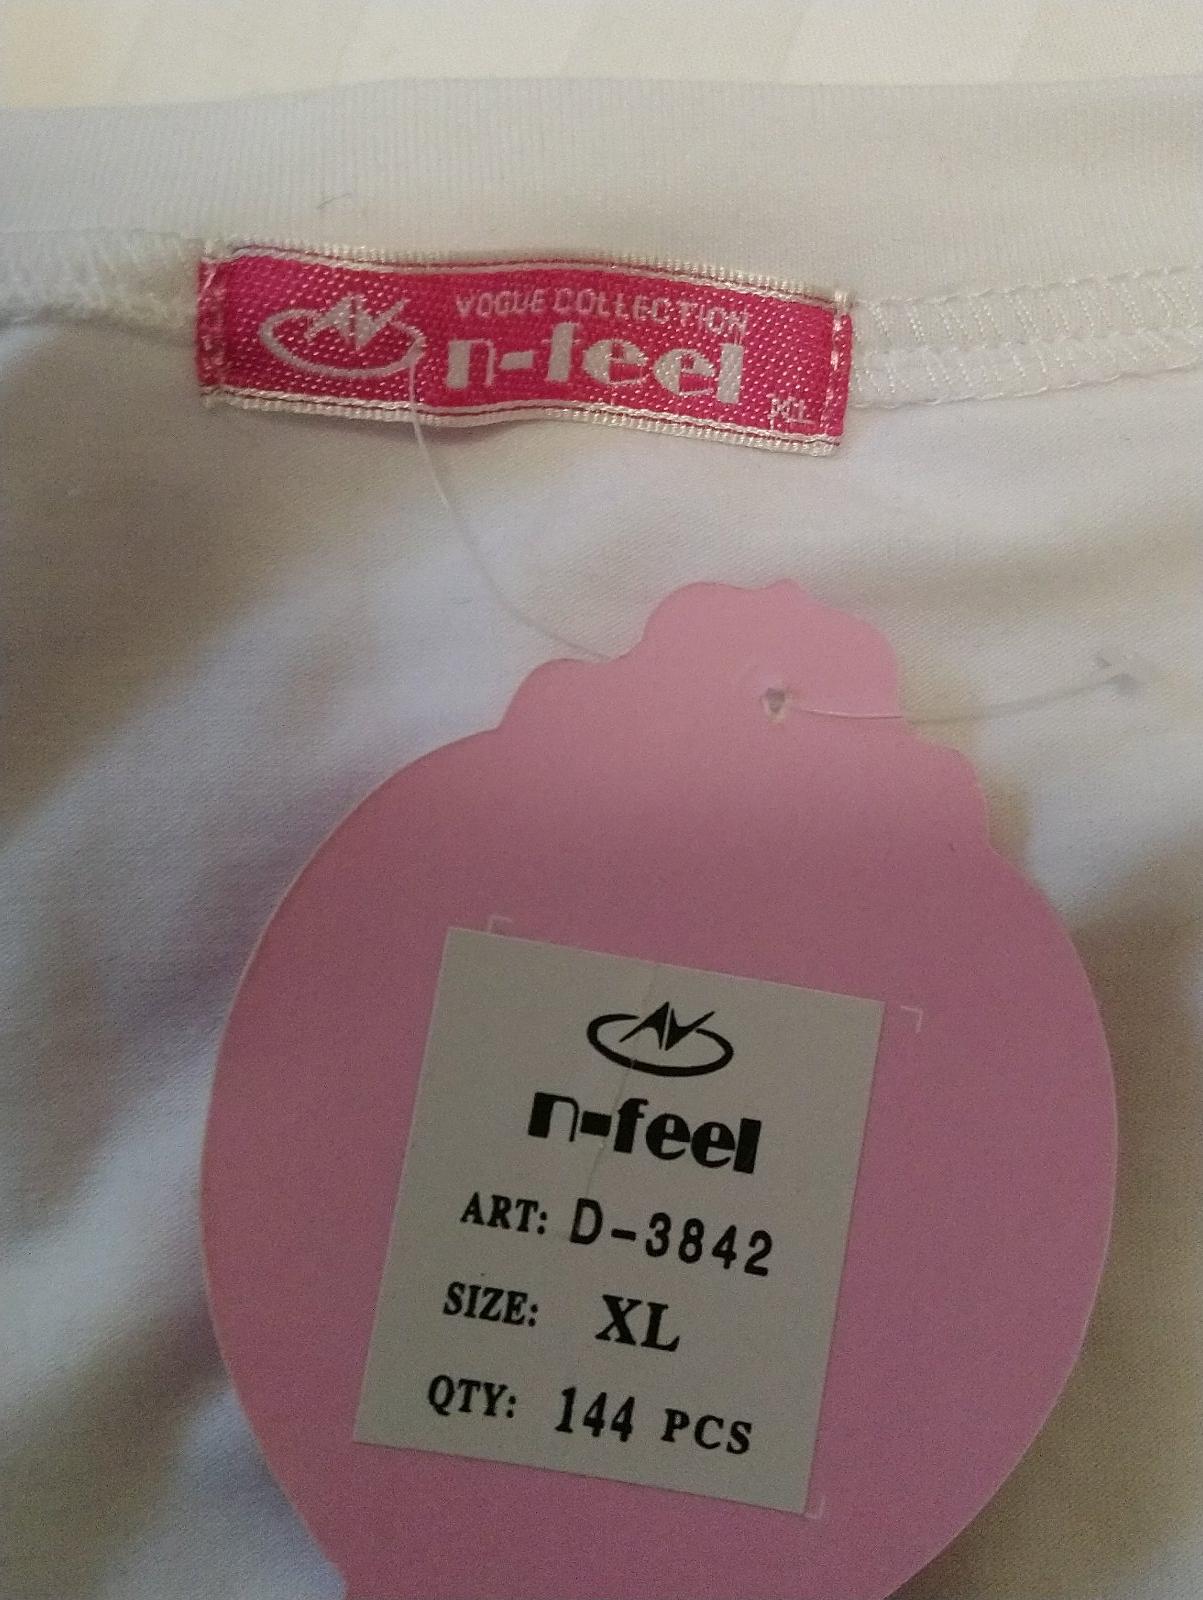 VOGUE COLLECTION
n-feel
XL
n-feel
ART: D-3842
SIZE: XL
QTY: 144 PCS